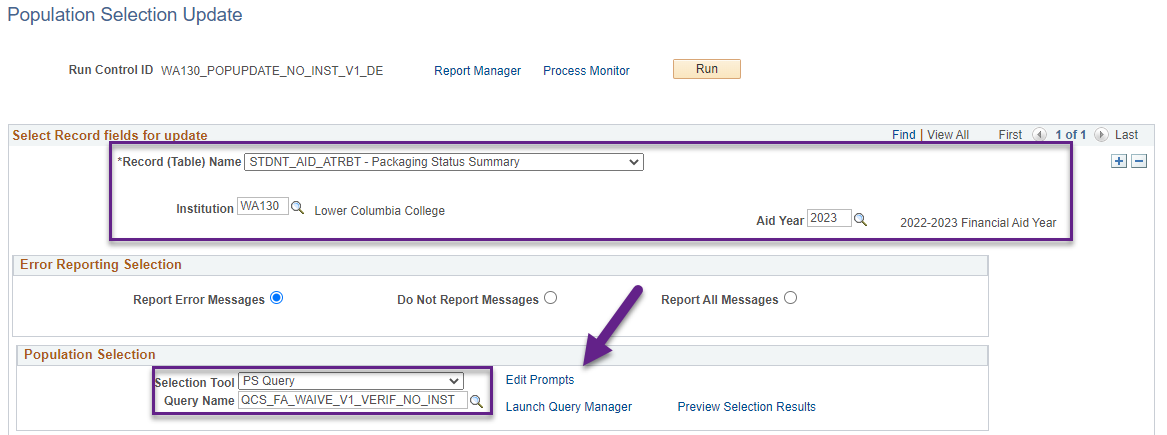 Population Selection Update
Run Control ID WA130_POPUPDATE_NO_INST_V1_DE Report Manager Process Monitor Run
Select Record fields for update Find | View All First 1 of 1 Last
*Record (Table) Name STDNT_AID_ATRBT - Packaging Status Summary
Institution WA130 Lower Columbia College
Aid Year 2023 2022-2023 Financial Aid Year
Error Reporting Selection
Report Error Messages Do Not Report Messages Report All Messages
Population Selection
Selection Tool PS Query Edit Prompts
Query Name QCS_FA_WAIVE_V1_VERIF_NO_INST Launch Query Manager Preview Selection Results